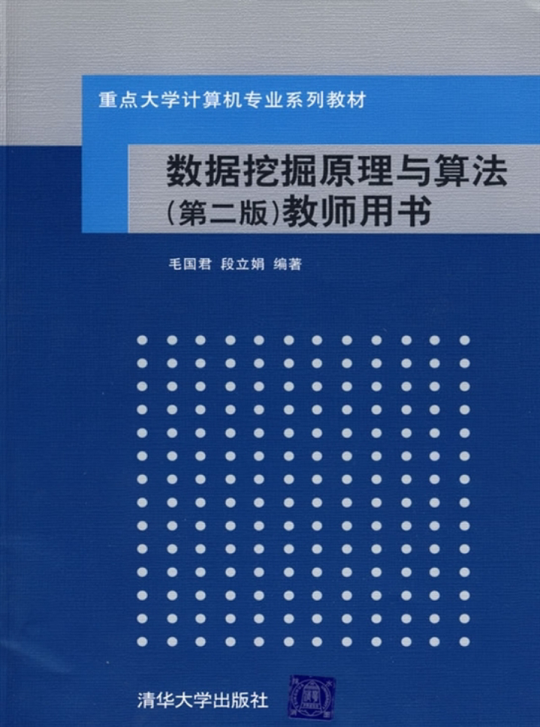 重点大学计算机专业系列教材
数据挖掘原理与算法
(第二版)教师用书
毛国君 段立娟 编著
清华大学出版社